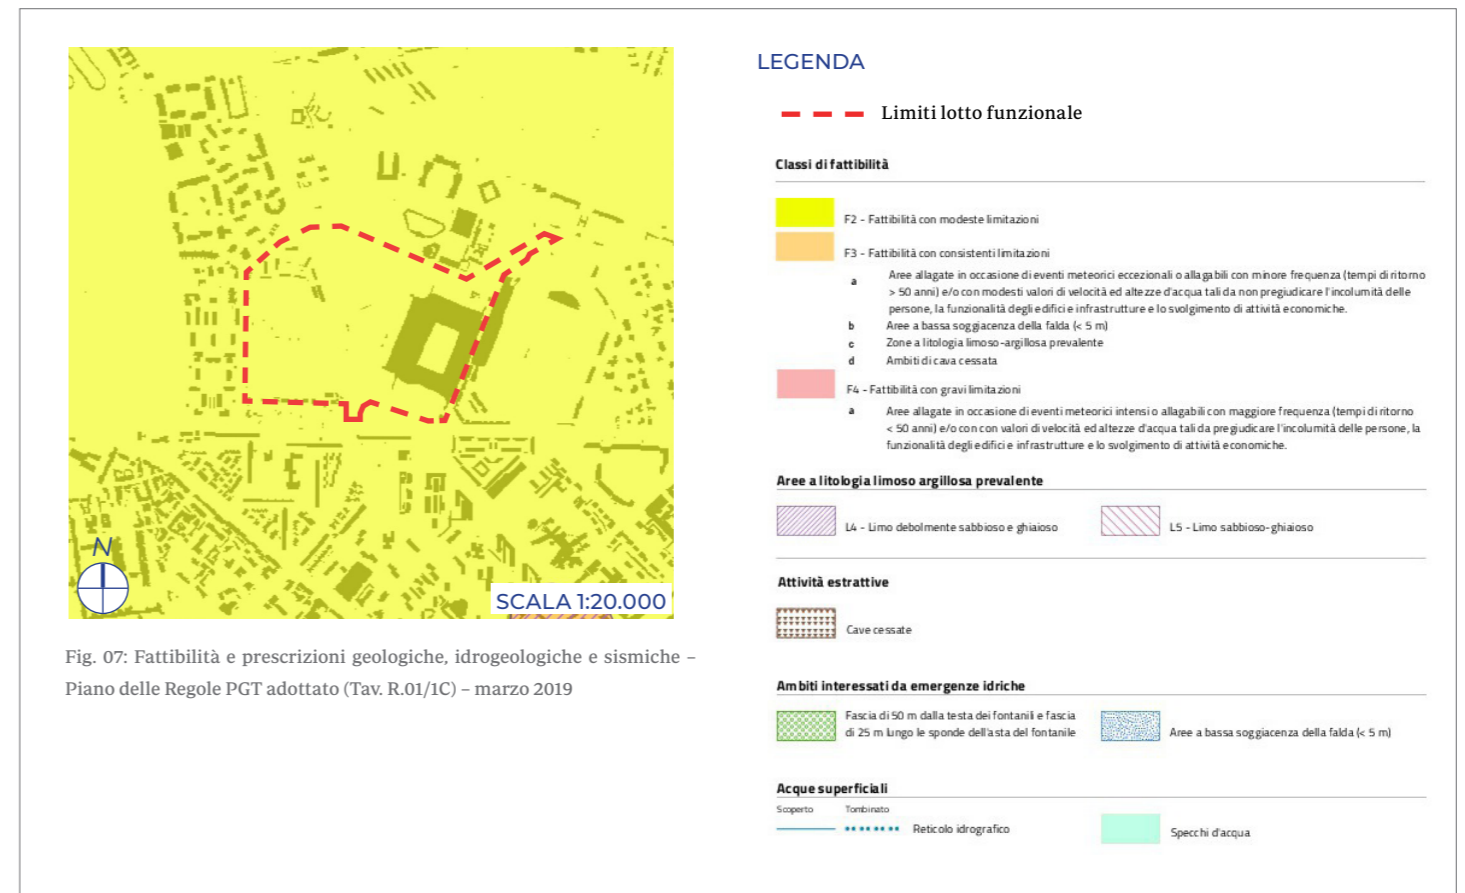 N
SCALA 1:20.000
Fig. 07: Fattibilità e prescrizioni geologiche, idrogeologiche e sismiche –
Piano delle Regole PGT adottato (Tav. R.01/1C) – marzo 2019
LEGENDA
Limiti lotto funzionale
Classi di fattibilità
F2 - Fattibilità con modeste limitazioni
F3 - Fattibilità con consistenti limitazioni
a Aree allagate in occasione di eventi meteorici eccezionali o allagabili con minore frequenza (tempi di ritorno
> 50 anni) e/o con modesti valori di velocità ed altezze d'acqua tali da non pregiudicare l'incolumità delle
persone, la funzionalità degli edifici e infrastrutture e lo svolgimento di attività economiche.
b Aree a bassa soggiacenza della falda (< 5 m)
c Zone a litologia limoso-argillosa prevalente
d Ambiti di cava cessata
F4 - Fattibilità con gravi limitazioni
a Aree allagate in occasione di eventi meteorici intensi o allagabili con maggiore frequenza (tempi di ritorno
< 50 anni) e/o con con valori di velocità ed altezze d'acqua tali da pregiudicare l'incolumità delle persone, la
funzionalità degli edifici e infrastrutture e lo svolgimento di attività economiche.
Aree a litologia limoso argillosa prevalente
L4 - Limo debolmente sabbioso e ghiaioso
L5 - Limo sabbioso-ghiaioso
Attività estrattive
Cave cessate
Ambiti interessati da emergenze idriche
Fascia di 50 m dalla testa dei fontanili e fascia
di 25 m lungo le sponde dell'asta del fontanile
Aree a bassa soggiacenza della falda (< 5 m)
Acque superficiali
Scoperto Tombinato
Reticolo idrografico
Specchi d'acqua